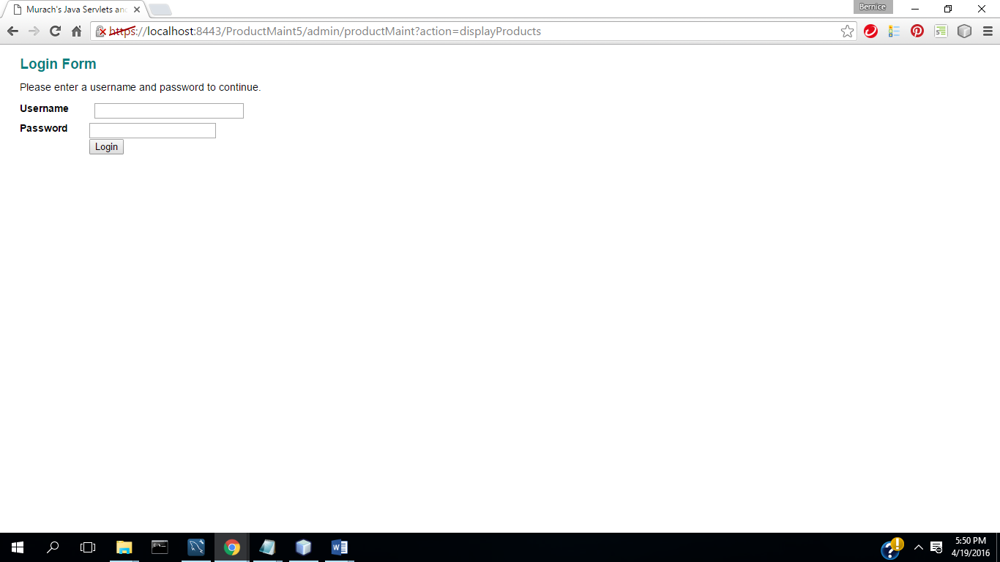 Murach's Java Servlets an
Bernice
https://localhost:8443/ProductMaint5/admin/productMaint?action=displayProducts
Login Form
Please enter a username and password to continue.
Username
Password
Login
5:50 PM
4/19/2016